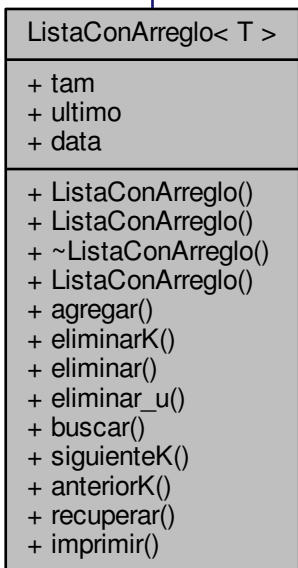 ListaConArreglo< T >
+ tam
+ ultimo
+ data
+ ListaConArreglo()
+ ListaConArreglo()
+ ~ListaConArreglo()
+ ListaConArreglo()
+ agregar()
+ eliminarK()
+ eliminar()
+ eliminar_u()
+ buscar()
+ siguienteK()
+ anteriorK()
+ recuperar()
+ imprimir()